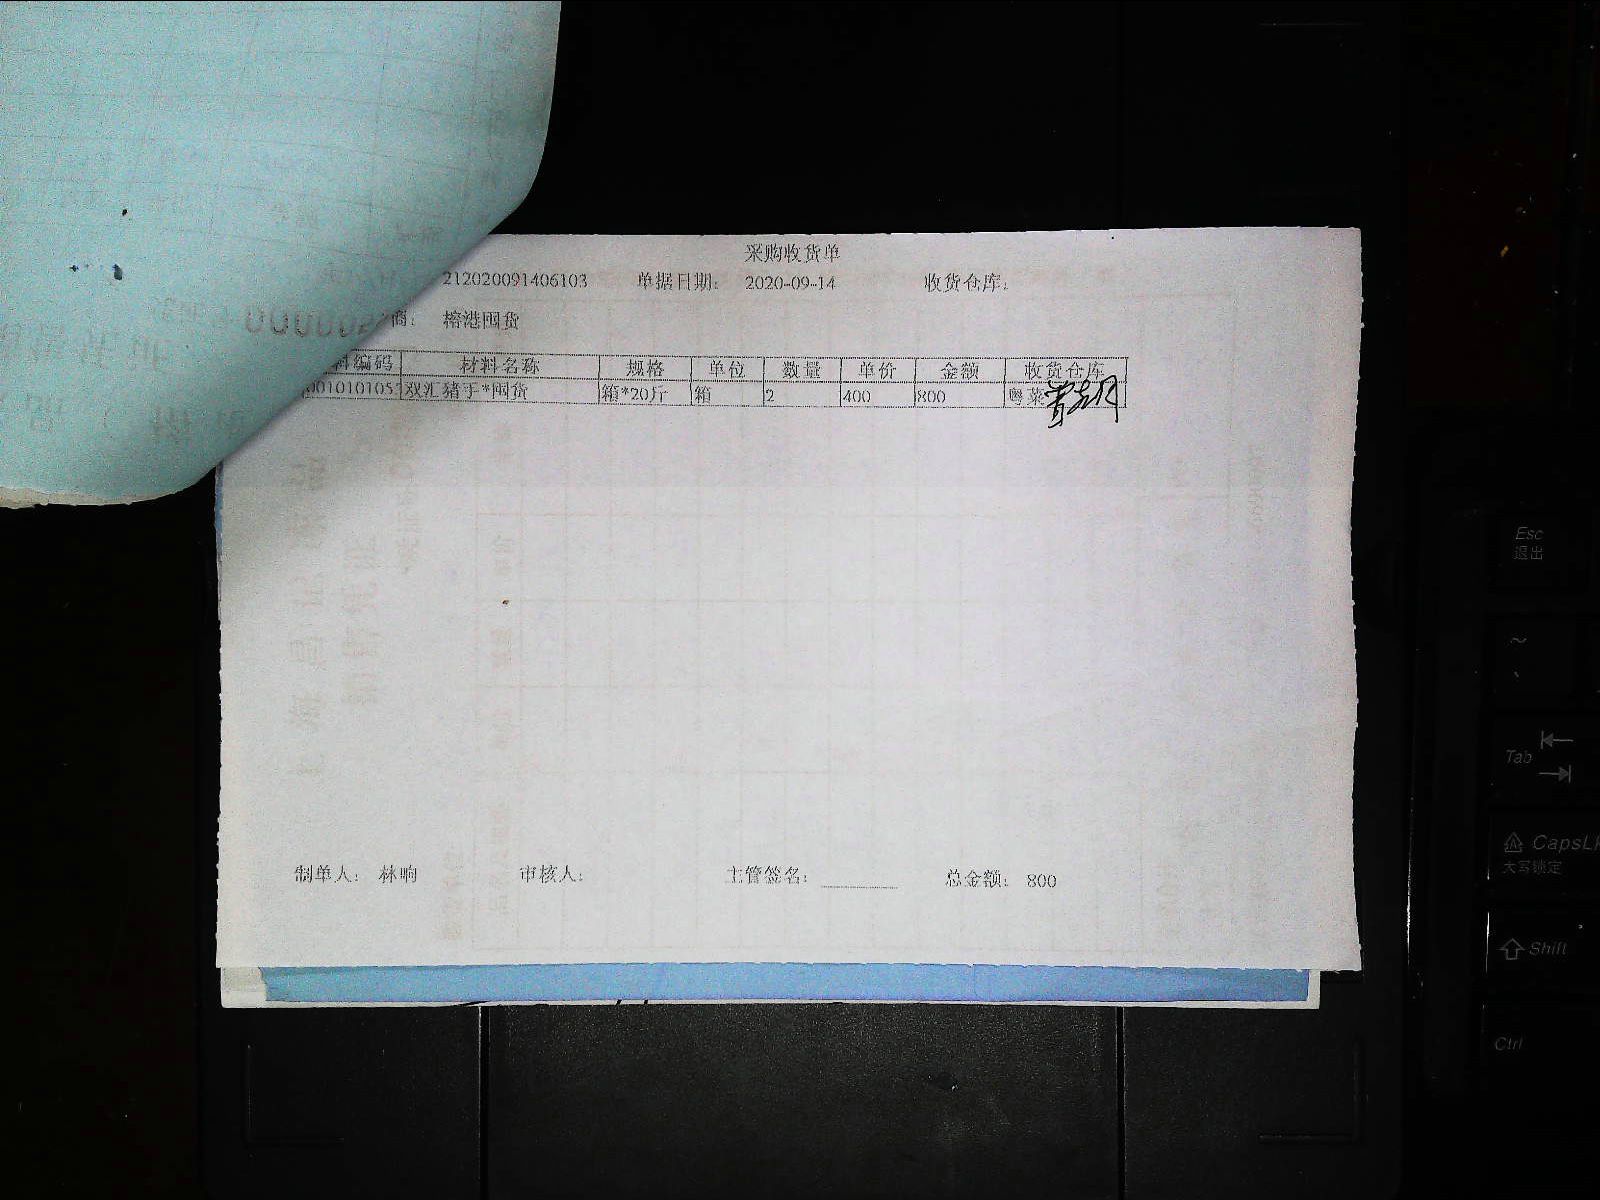 采购收货单
212020091406103 单据日期: 2020-09-14 收货仓库:
商: 榕港囤货
料编码 材料名称 规格 单位 数量 单价 金额 收货仓库
双汇猪手*囤货 箱*20斤 箱 2 400 800 粤菜
制单人: 林响 审核人: 主管签名: 总金额: 800
Esc
退出
~
Tab
CapsL
大写锁定
Shift
Ctrl